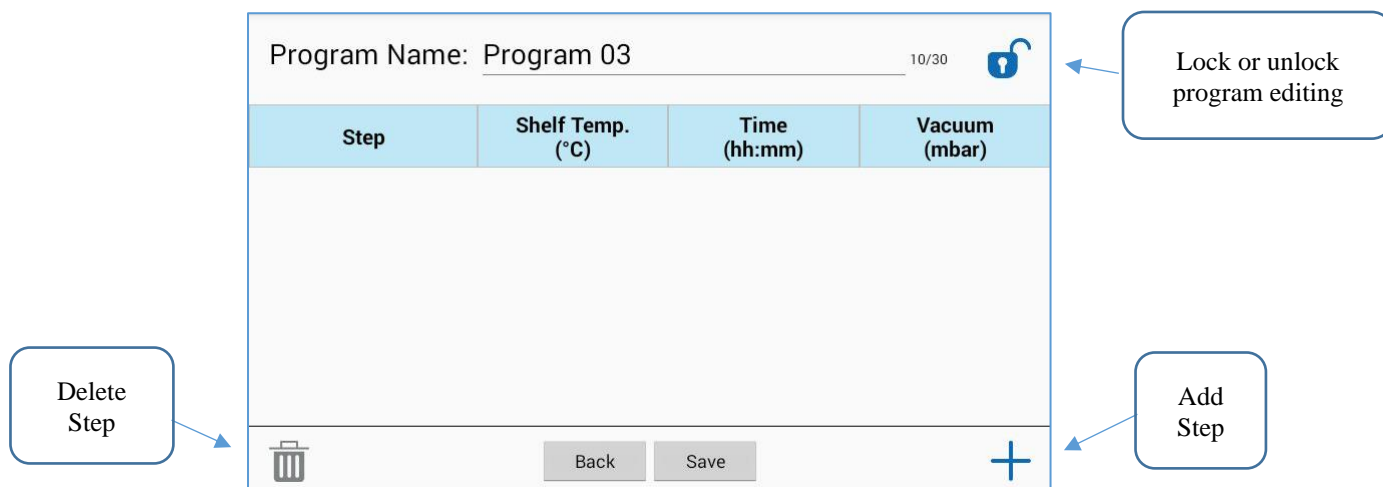 Program Name: Program 03 10/30
Lock or unlock
program editing
Step
Shelf Temp.
(°C)
Time
(hh:mm)
Vacuum
(mbar)
Delete
Step
Add
Step
Back
Save